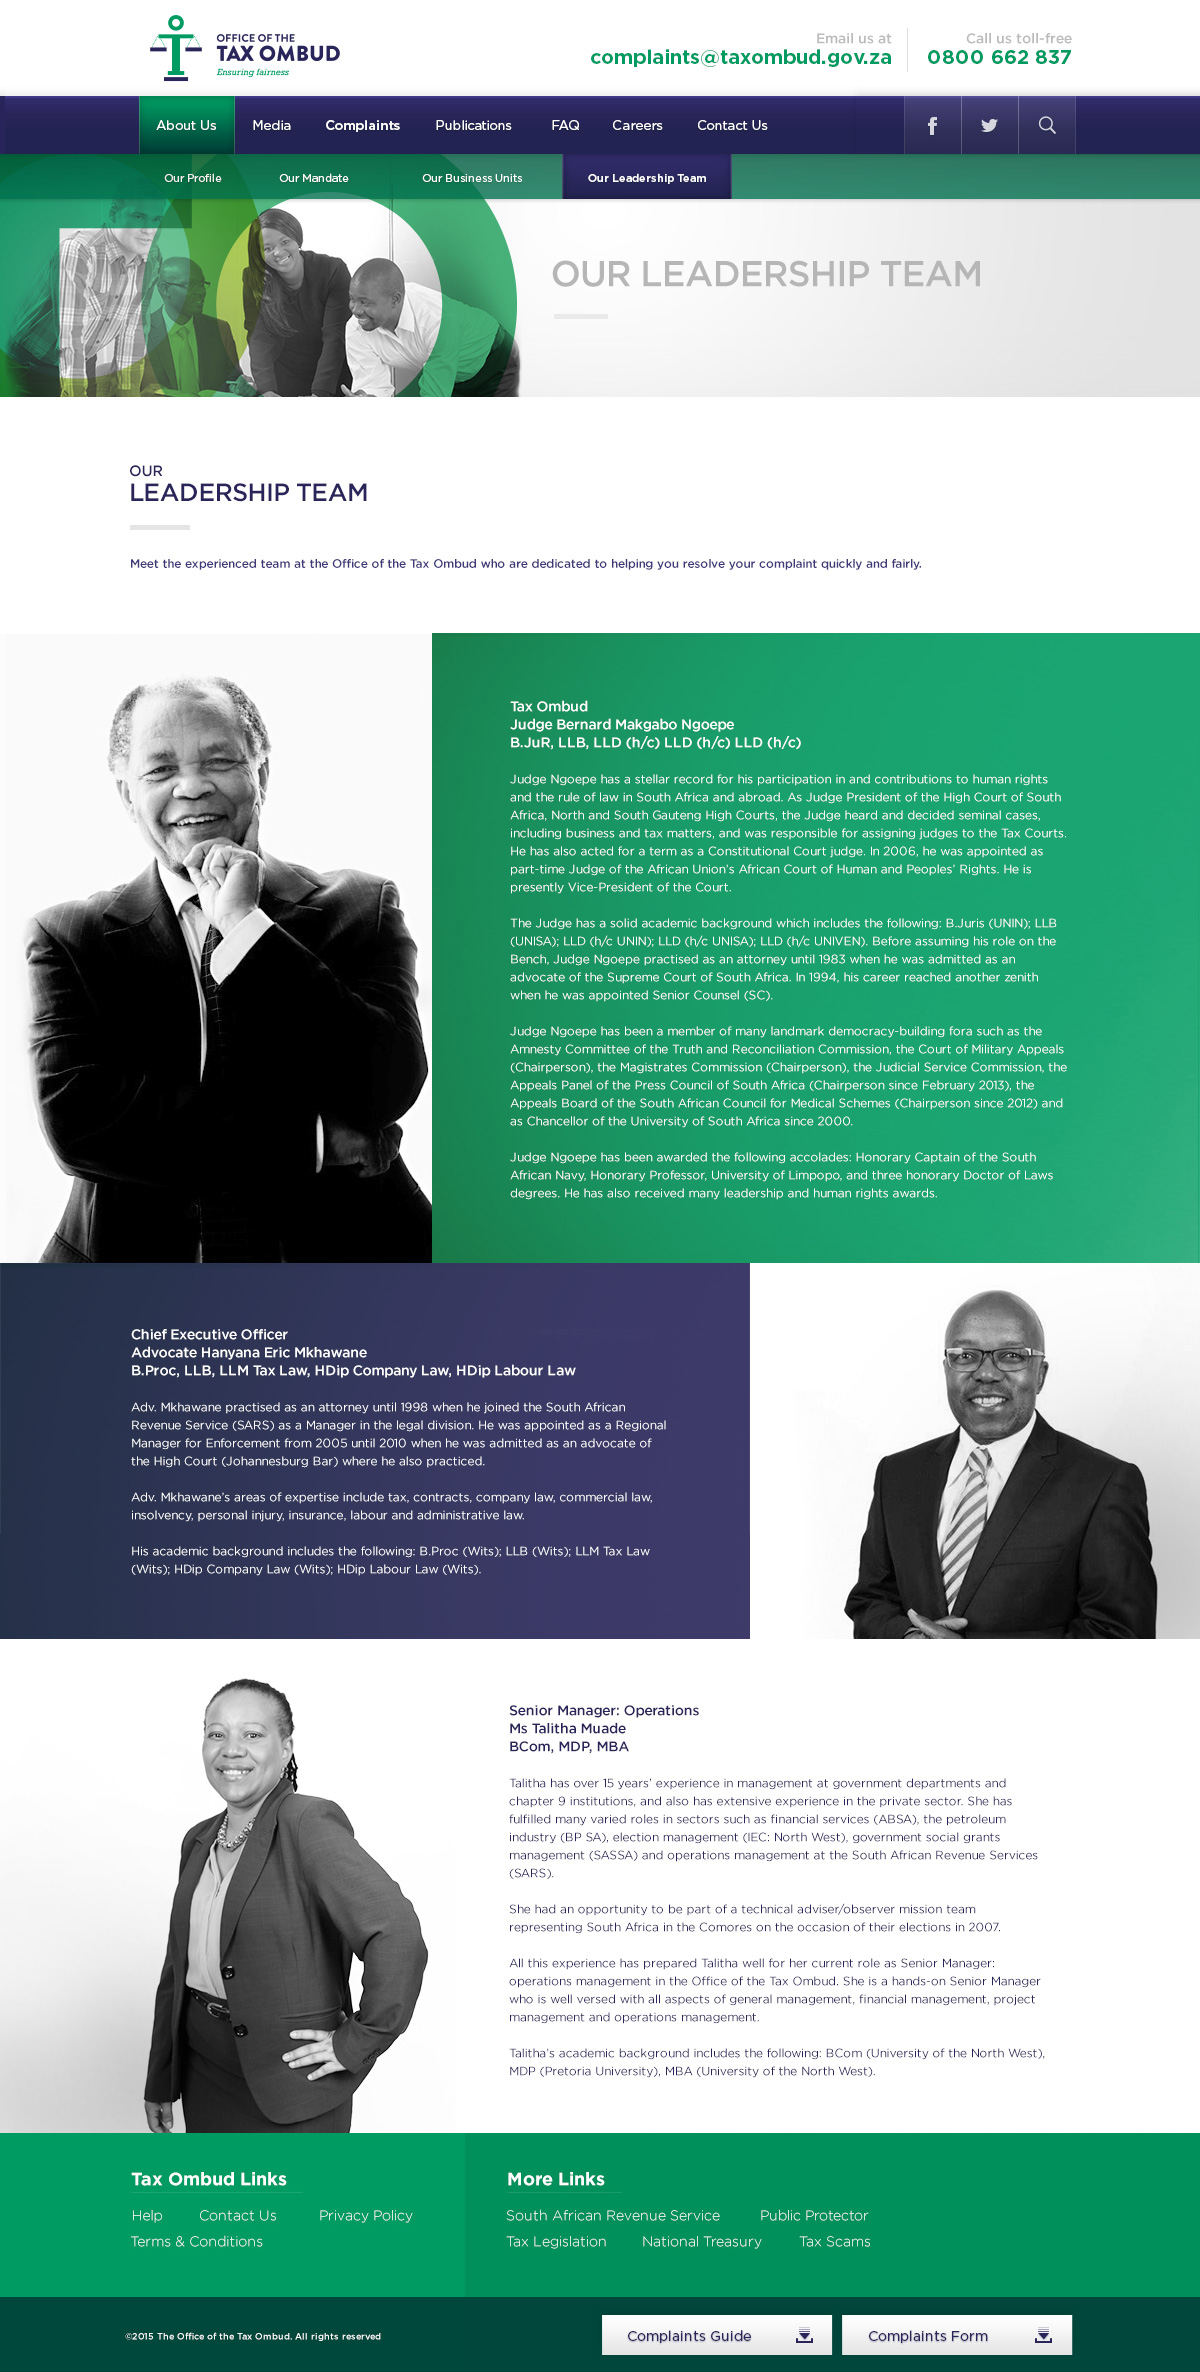 OFFICE OF THE
TAX OMBUD
Ensuring fairness
Email us at
complaints@taxombud.gov.za
Call us toll-free
0800 662 837
About Us
Media
Complaints
Publications
FAQ
Careers
Contact Us
Our Profile
Our Mandate
Our Business Units
Our Leadership Team
OUR LEADERSHIP TEAM
OUR
LEADERSHIP TEAM
Meet the experienced team at the Office of the Tax Ombud who are dedicated to helping you resolve your complaint quickly and fairly.
Tax Ombud
Judge Bernard Makgabo Ngoepe
B.JuR, LLB, LLD (h/c) LLD (h/c) LLD (h/c)
Judge Ngoepe has a stellar record for his participation in and contributions to human rights
and the rule of law in South Africa and abroad. As Judge President of the High Court of South
Africa, North and South Gauteng High Courts, the Judge heard and decided seminal cases,
including business and tax matters, and was responsible for assigning judges to the Tax Courts.
He has also acted for a term as a Constitutional Court judge. In 2006, he was appointed as
part-time Judge of the African Union's African Court of Human and Peoples' Rights. He is
presently Vice-President of the Court.
The Judge has a solid academic background which includes the following: B.Juris (UNIN); LLB
(UNISA); LLD (h/c UNIN); LLD (h/c UNISA); LLD (h/c UNIVEN). Before assuming his role on the
Bench, Judge Ngoepe practised as an attorney until 1983 when he was admitted as an
advocate of the Supreme Court of South Africa. In 1994, his career reached another zenith
when he was appointed Senior Counsel (SC).
Judge Ngoepe has been a member of many landmark democracy-building fora such as the
Amnesty Committee of the Truth and Reconciliation Commission, the Court of Military Appeals
(Chairperson), the Magistrates Commission (Chairperson), the Judicial Service Commission, the
Appeals Panel of the Press Council of South Africa (Chairperson since February 2013), the
Appeals Board of the South African Council for Medical Schemes (Chairperson since 2012) and
as Chancellor of the University of South Africa since 2000.
Judge Ngoepe has been awarded the following accolades: Honorary Captain of the South
African Navy, Honorary Professor, University of Limpopo, and three honorary Doctor of Laws
degrees. He has also received many leadership and human rights awards.
Chief Executive Officer
Advocate Hanyana Eric Mkhawane
B.Proc, LLB, LLM Tax Law, HDip Company Law, HDip Labour Law
Adv. Mkhawane practised as an attorney until 1998 when he joined the South African
Revenue Service (SARS) as a Manager in the legal division. He was appointed as a Regional
Manager for Enforcement from 2005 until 2010 when he was admitted as an advocate of
the High Court (Johannesburg Bar) where he also practiced.
Adv. Mkhawane's areas of expertise include tax, contracts, company law, commercial law,
insolvency, personal injury, insurance, labour and administrative law.
His academic background includes the following: B.Proc (Wits); LLB (Wits); LLM Tax Law
(Wits); HDip Company Law (Wits); HDip Labour Law (Wits).
Senior Manager: Operations
Ms Talitha Muade
BCom, MDP, MBA
Talitha has over 15 years' experience in management at government departments and
chapter 9 institutions, and also has extensive experience in the private sector. She has
fulfilled many varied roles in sectors such as financial services (ABSA), the petroleum
industry (BP SA), election management (IEC: North West), government social grants
management (SASSA) and operations management at the South African Revenue Services
(SARS).
She had an opportunity to be part of a technical adviser/observer mission team
representing South Africa in the Comores on the occasion of their elections in 2007.
All this experience has prepared Talitha well for her current role as Senior Manager:
operations management in the Office of the Tax Ombud. She is a hands-on Senior Manager
who is well versed with all aspects of general management, financial management, project
management and operations management.
Talitha's academic background includes the following: BCom (University of the North West),
MDP (Pretoria University), MBA (University of the North West).
Tax Ombud Links
Help
Contact Us
Privacy Policy
Terms & Conditions
More Links
South African Revenue Service
Public Protector
Tax Legislation
National Treasury
Tax Scams
©2015 The Office of the Tax Ombud. All rights reserved
Complaints Guide
Complaints Form